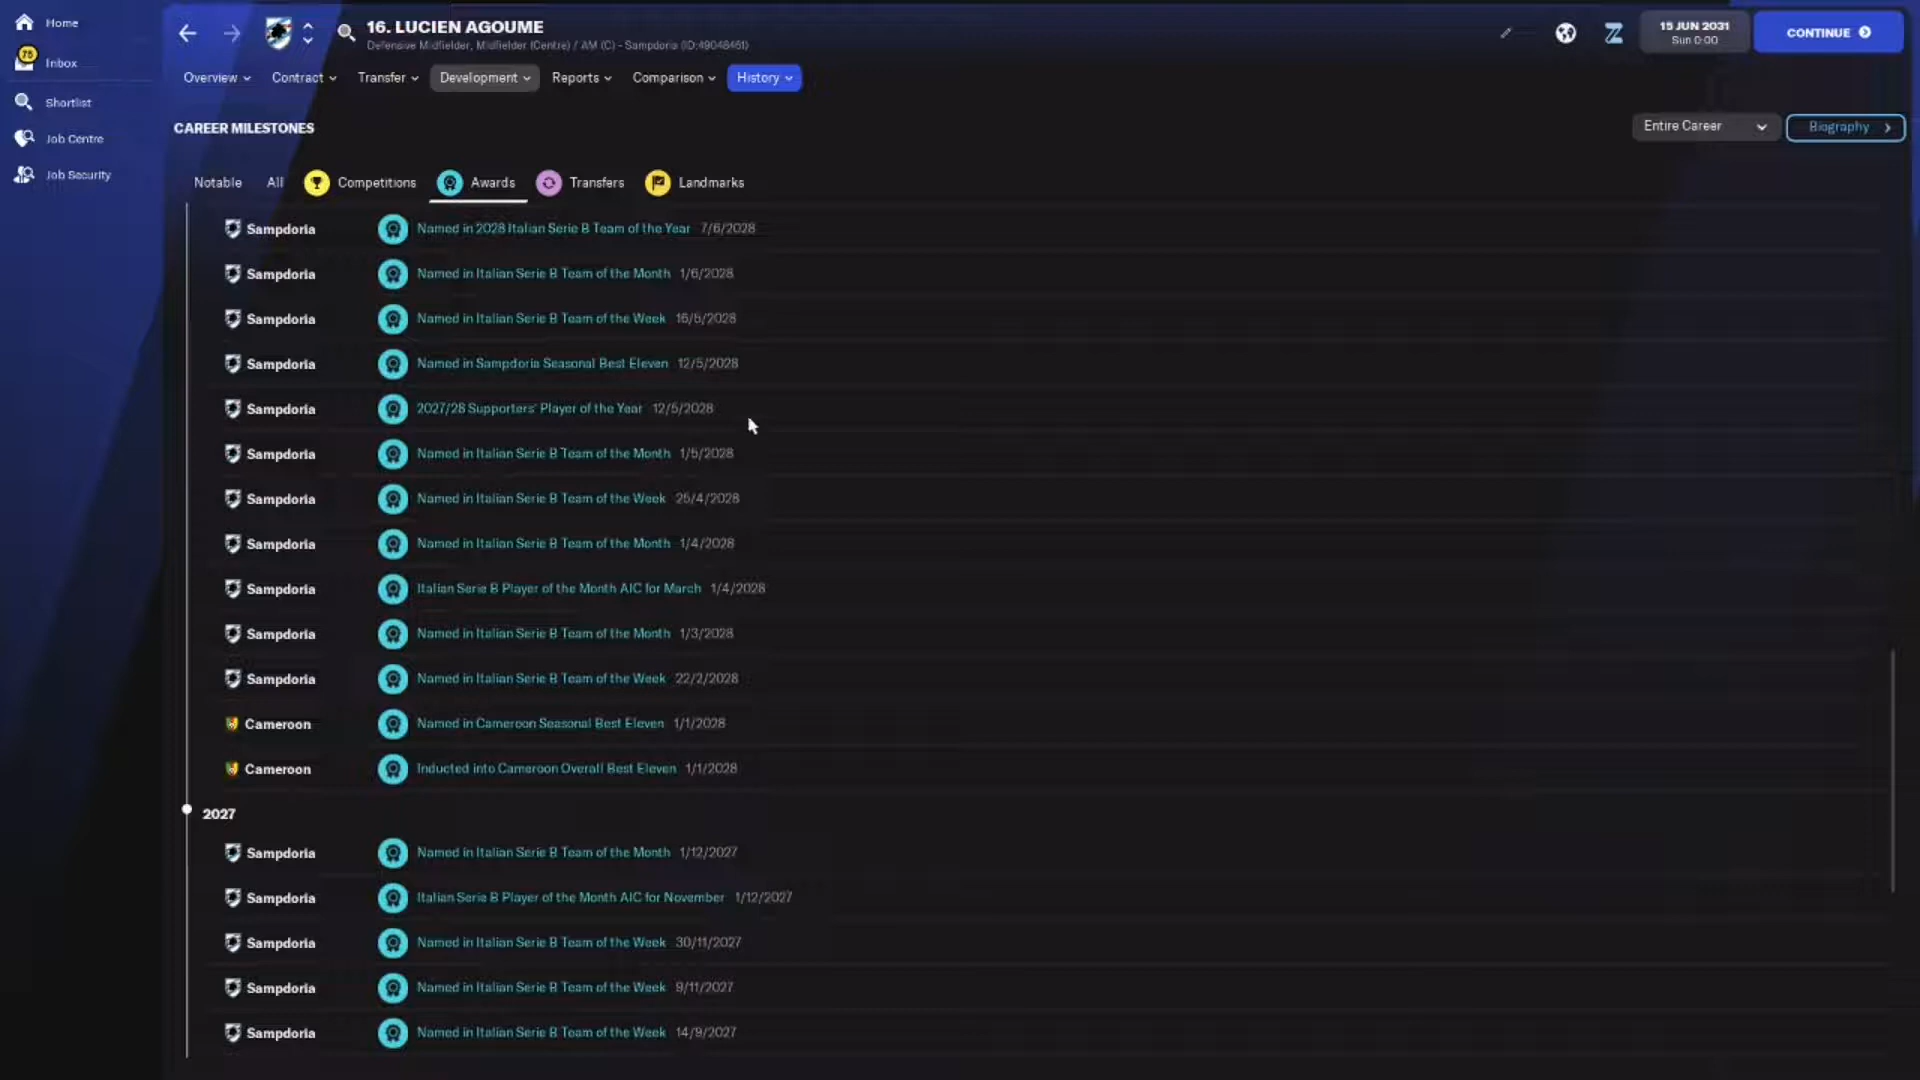 Home
Inbox
75
Shortlist
Job Centre
Job Security
16. LUCIEN AGOUME
Defensive Midfielder, Midfielder (Centre) / AM (C) - Sampdoria (ID:49048461)
15 JUN 2031
Sun 0:00
CONTINUE
Overview
Contract
Transfer
Development
Reports
Comparison
History
CAREER MILESTONES
Entire Career
Biography
Notable
All
Competitions
Awards
Transfers
Landmarks
Sampdoria Named in 2028 Italian Serie B Team of the Year 7/6/2028
Sampdoria Named in Italian Serie B Team of the Month 1/6/2028
Sampdoria Named in Italian Serie B Team of the Week 16/5/2028
Sampdoria Named in Sampdoria Seasonal Best Eleven 12/5/2028
Sampdoria 2027/28 Supporters' Player of the Year 12/5/2028
Sampdoria Named in Italian Serie B Team of the Month 1/5/2028
Sampdoria Named in Italian Serie B Team of the Week 25/4/2028
Sampdoria Named in Italian Serie B Team of the Month 1/4/2028
Sampdoria Italian Serie B Player of the Month AIC for March 1/4/2028
Sampdoria Named in Italian Serie B Team of the Month 1/3/2028
Sampdoria Named in Italian Serie B Team of the Week 22/2/2028
Cameroon Named in Cameroon Seasonal Best Eleven 1/1/2028
Cameroon Inducted into Cameroon Overall Best Eleven 1/1/2028
2027
Sampdoria Named in Italian Serie B Team of the Month 1/12/2027
Sampdoria Italian Serie B Player of the Month AIC for November 1/12/2027
Sampdoria Named in Italian Serie B Team of the Week 30/11/2027
Sampdoria Named in Italian Serie B Team of the Week 9/11/2027
Sampdoria Named in Italian Serie B Team of the Week 14/9/2027